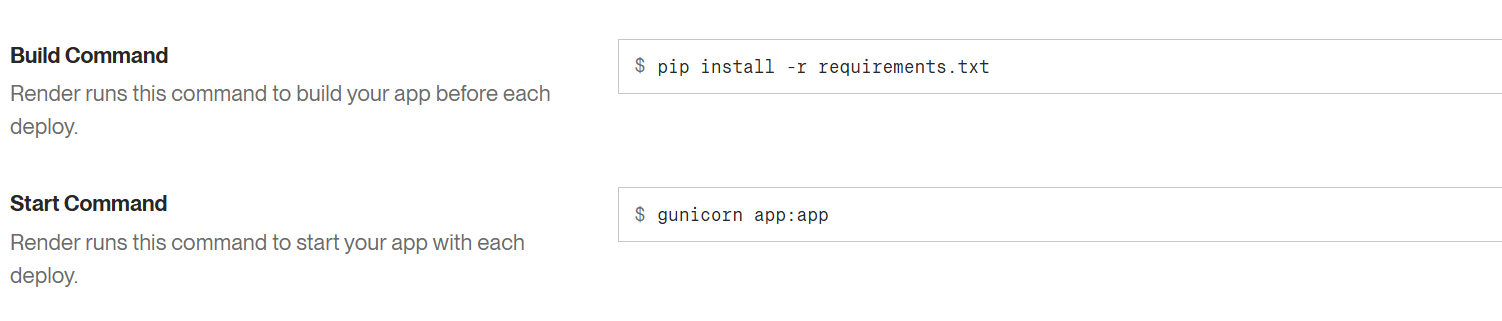 Build Command
$ pip install -r requirements.txt
Render runs this command to build your app before each
deploy.
Start Command
$ gunicorn app:app
Render runs this command to start your app with each
deploy.